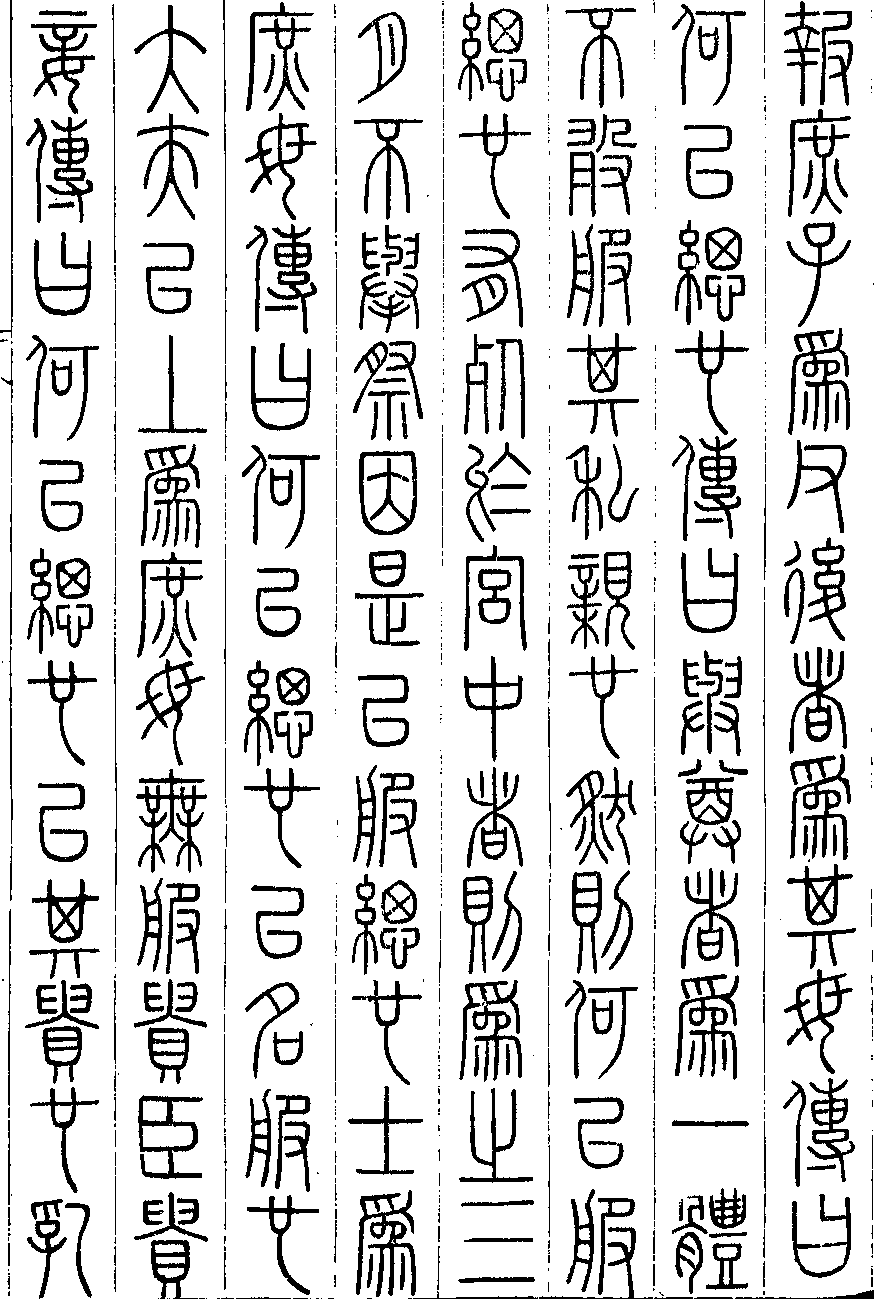 報庶子爲父後者爲其母傳曰
何以緦也傳曰與尊者爲一體
不敢服其私親也然則何以服
緦也有死於宮中者則爲之三
月不舉祭因是以服緦也士爲
庶母傳曰何以緦也以名服也
大夫以上爲庶母無服貴臣貴
妾傳曰何以緦也以其貴也乳